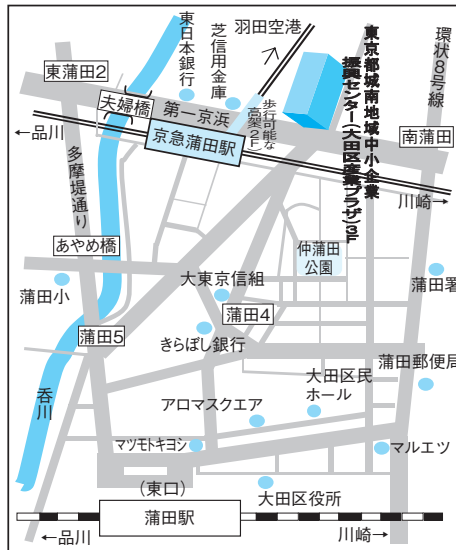 東日本銀行
芝信用金庫
羽田空港
東京都城南地域中小企業
振興センター(大田区産業プラザ)3F
環状8号線
東蒲田2
夫婦橋
第一京浜
歩行可能な
高架(2F)
南蒲田
←品川
京急蒲田駅
川崎→
多摩堤通り
あやめ橋
仲蒲田
公園
蒲田小
大東京信組
蒲田署
蒲田4
蒲田5
きらぼし銀行
蒲田郵便局
呑川
アロマスクエア
大田区民
ホール
マツモトキヨシ
マルエツ
(東口)
蒲田駅
大田区役所
←品川
川崎→